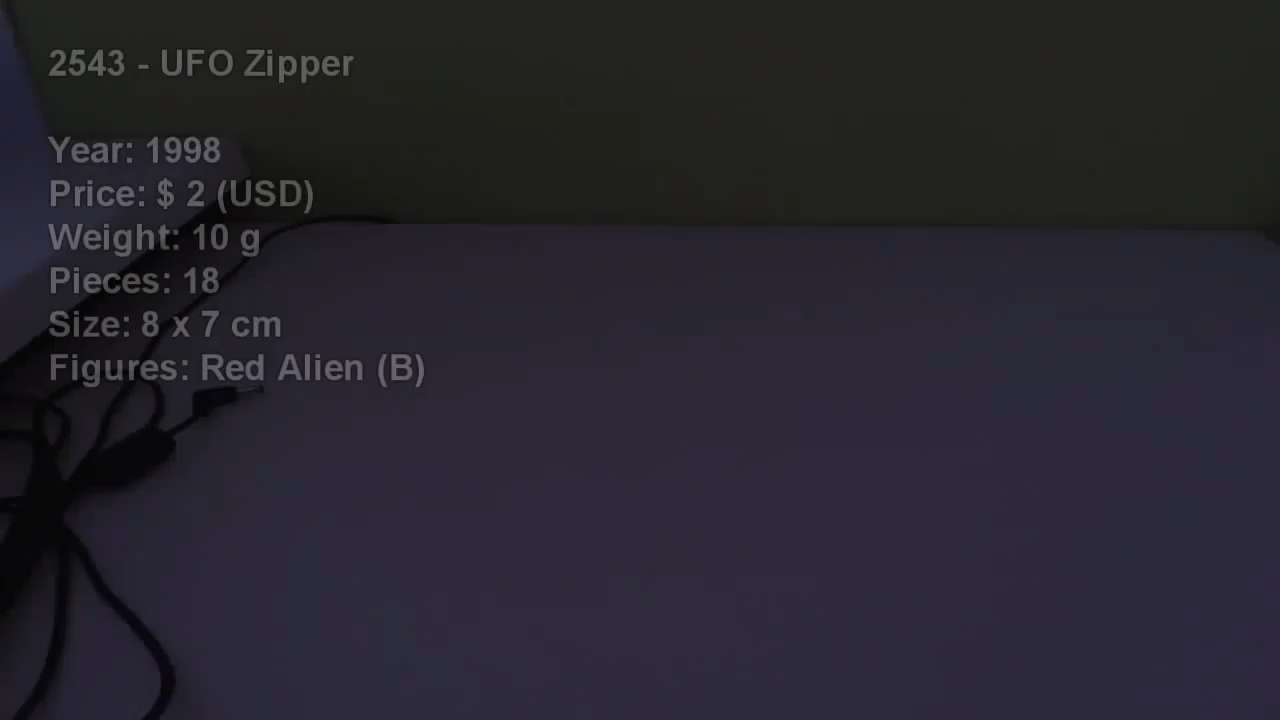 2543 - UFO Zipper
Year: 1998
Price: $ 2 (USD)
Weight: 10 g
Pieces: 18
Size: 8 x 7 cm
Figures: Red Alien (B)